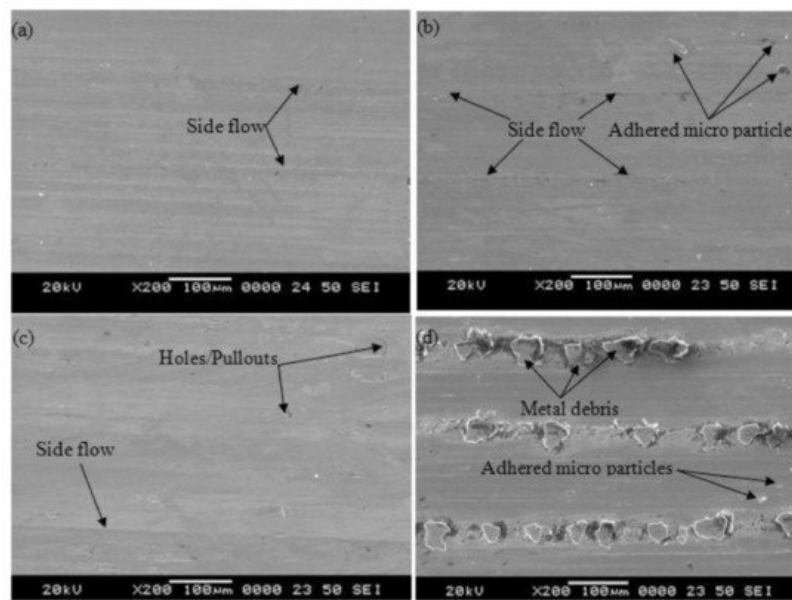 (a)
Side flow
20kV X200 100μm 0000 24 50 SEI
(b)
Side flow
Adhered micro particle
20kV X200 100μm 0000 23 50 SEI
(c)
Holes/Pullouts
Side flow
20kV X200 100μm 0000 23 50 SEI
(d)
Metal debris
Adhered micro particles
20kV X200 100μm 0000 23 50 SEI